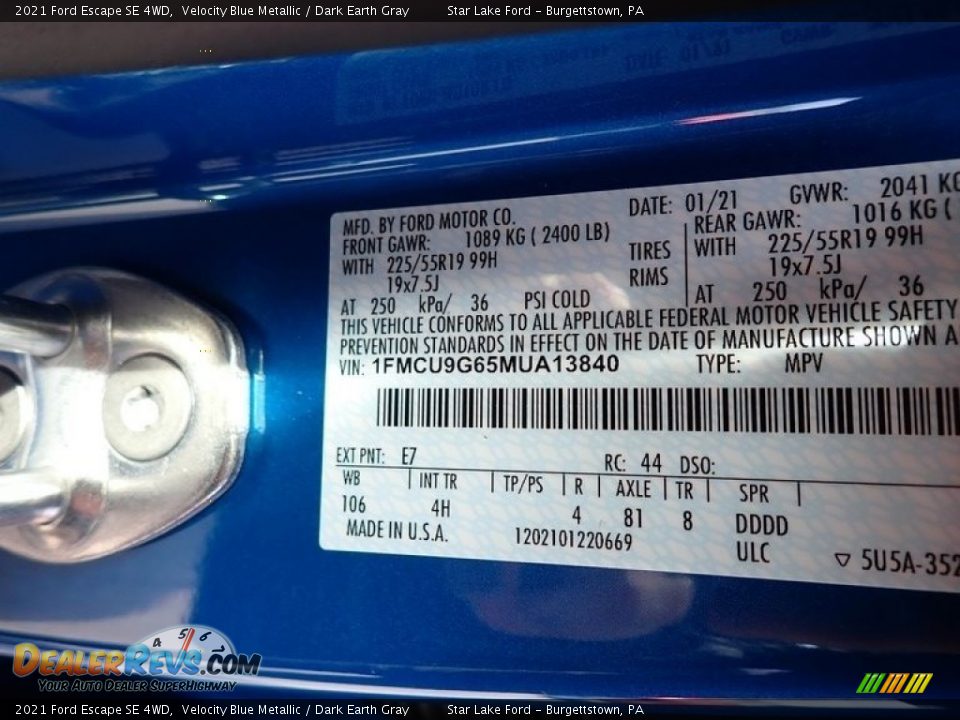 2021 Ford Escape SE 4WD, Velocity Blue Metallic / Dark Earth Gray Star Lake Ford - Burgettstown, PA
MFD. BY FORD MOTOR CO. DATE: 01/21 GVWR: 2041 KG
FRONT GAWR: 1089 KG ( 2400 LB) REAR GAWR: 1016 KG (
WITH 225/55R19 99H TIRES WITH 225/55R19 99H
19x7.5J RIMS 19x7.5J
AT 250 kPa/ 36 PSI COLD AT 250 kPa/ 36
THIS VEHICLE CONFORMS TO ALL APPLICABLE FEDERAL MOTOR VEHICLE SAFETY
PREVENTION STANDARDS IN EFFECT ON THE DATE OF MANUFACTURE SHOWN A
VIN: 1FMCU9G65MUA13840 TYPE: MPV
EXT PNT: E7 RC: 44 DSO:
WB INT TR TP/PS R AXLE TR SPR
106 4H 4 81 8 DDDD
MADE IN U.S.A. 1202101220669 ULC ▽ 5U5A-352
4 5 6
DEALERREVS.COM
YOUR AUTO DEALER SUPERHIGHWAY
2021 Ford Escape SE 4WD, Velocity Blue Metallic / Dark Earth Gray Star Lake Ford - Burgettstown, PA